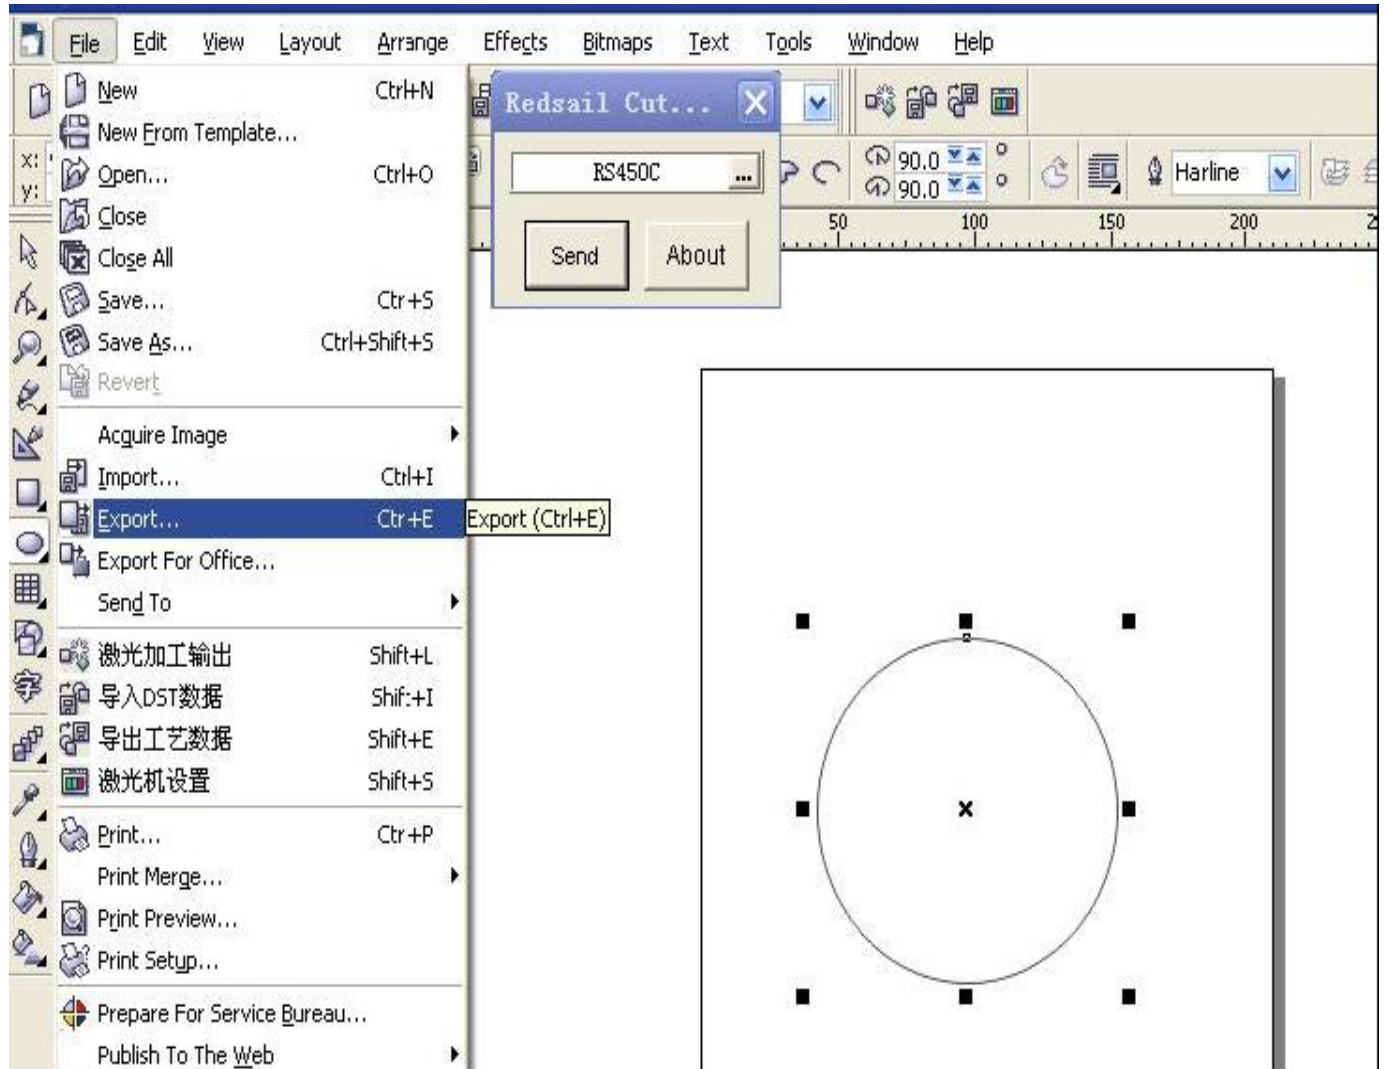 File Edit View Layout Arrange Effects Bitmaps Text Tools Window Help
New Ctrl+N
New From Template...
Open... Ctrl+O
Close
Close All
Save... Ctr+S
Save As... Ctrl+Shift+S
Revert
Acquire Image
Import... Ctrl+I
Export... Ctr+E
Export For Office...
Send To
激光加工输出 Shift+L
导入DST数据 Shift+I
导出工艺数据 Shift+E
激光机设置 Shift+S
Print... Ctr+P
Print Merge...
Print Preview...
Print Setup...
Prepare For Service Bureau...
Publish To The Web
Export (Ctrl+E)
Redsail Cut...
RS450C ...
Send About
x:
y:
90.0 °
90.0 °
Harline
50 100 150 200
字